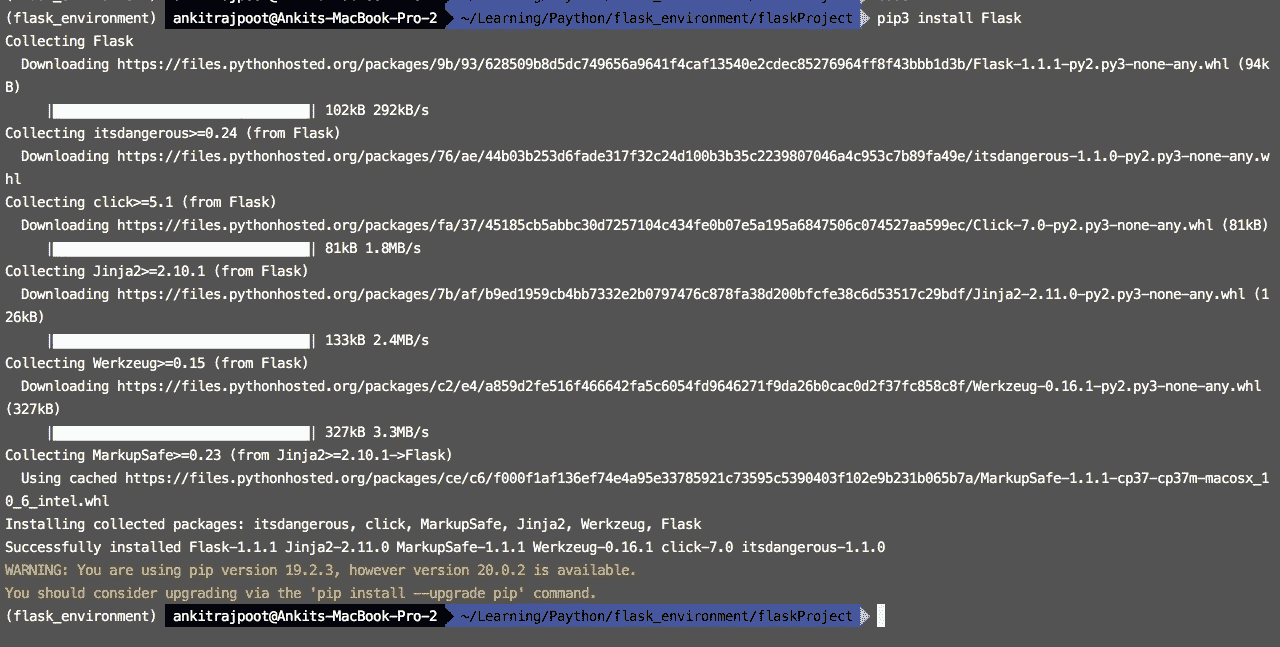 (flask_environment) ankitrajpoot@Ankits-MacBook-Pro-2 ~/Learning/Paython/flask_environment/flaskProject pip3 install Flask
Collecting Flask
Downloading https://files.pythonhosted.org/packages/9b/93/628509b8d5dc749656a9641f4caf13540e2cdec85276964ff8f43bbb1d3b/Flask-1.1.1-py2.py3-none-any.whl (94k
B)
|████████████████████████████████| 102kB 292kB/s
Collecting itsdangerous>=0.24 (from Flask)
Downloading https://files.pythonhosted.org/packages/76/ae/44b03b253d6fade317f32c24d100b3b35c2239807046a4c953c7b89fa49e/itsdangerous-1.1.0-py2.py3-none-any.w
hl
Collecting click>=5.1 (from Flask)
Downloading https://files.pythonhosted.org/packages/fa/37/45185cb5abbc30d7257104c434fe0b07e5a195a6847506c074527aa599ec/Click-7.0-py2.py3-none-any.whl (81kB)
|████████████████████████████████| 81kB 1.8MB/s
Collecting Jinja2>=2.10.1 (from Flask)
Downloading https://files.pythonhosted.org/packages/7b/af/b9ed1959cb4bb7332e2b0797476c878fa38d200bfcfe38c6d53517c29bdf/Jinja2-2.11.0-py2.py3-none-any.whl (1
26kB)
|████████████████████████████████| 133kB 2.4MB/s
Collecting Werkzeug>=0.15 (from Flask)
Downloading https://files.pythonhosted.org/packages/c2/e4/a859d2fe516f466642fa5c6054fd9646271f9da26b0cac0d2f37fc858c8f/Werkzeug-0.16.1-py2.py3-none-any.whl
(327kB)
|████████████████████████████████| 327kB 3.3MB/s
Collecting MarkupSafe>=0.23 (from Jinja2>=2.10.1->Flask)
Using cached https://files.pythonhosted.org/packages/ce/c6/f000f1af136ef74e4a95e33785921c73595c5390403f102e9b231b065b7a/MarkupSafe-1.1.1-cp37-cp37m-macosx_1
0_6_intel.whl
Installing collected packages: itsdangerous, click, MarkupSafe, Jinja2, Werkzeug, Flask
Successfully installed Flask-1.1.1 Jinja2-2.11.0 MarkupSafe-1.1.1 Werkzeug-0.16.1 click-7.0 itsdangerous-1.1.0
WARNING: You are using pip version 19.2.3, however version 20.0.2 is available.
You should consider upgrading via the 'pip install --upgrade pip' command.
(flask_environment) ankitrajpoot@Ankits-MacBook-Pro-2 ~/Learning/Paython/flask_environment/flaskProject